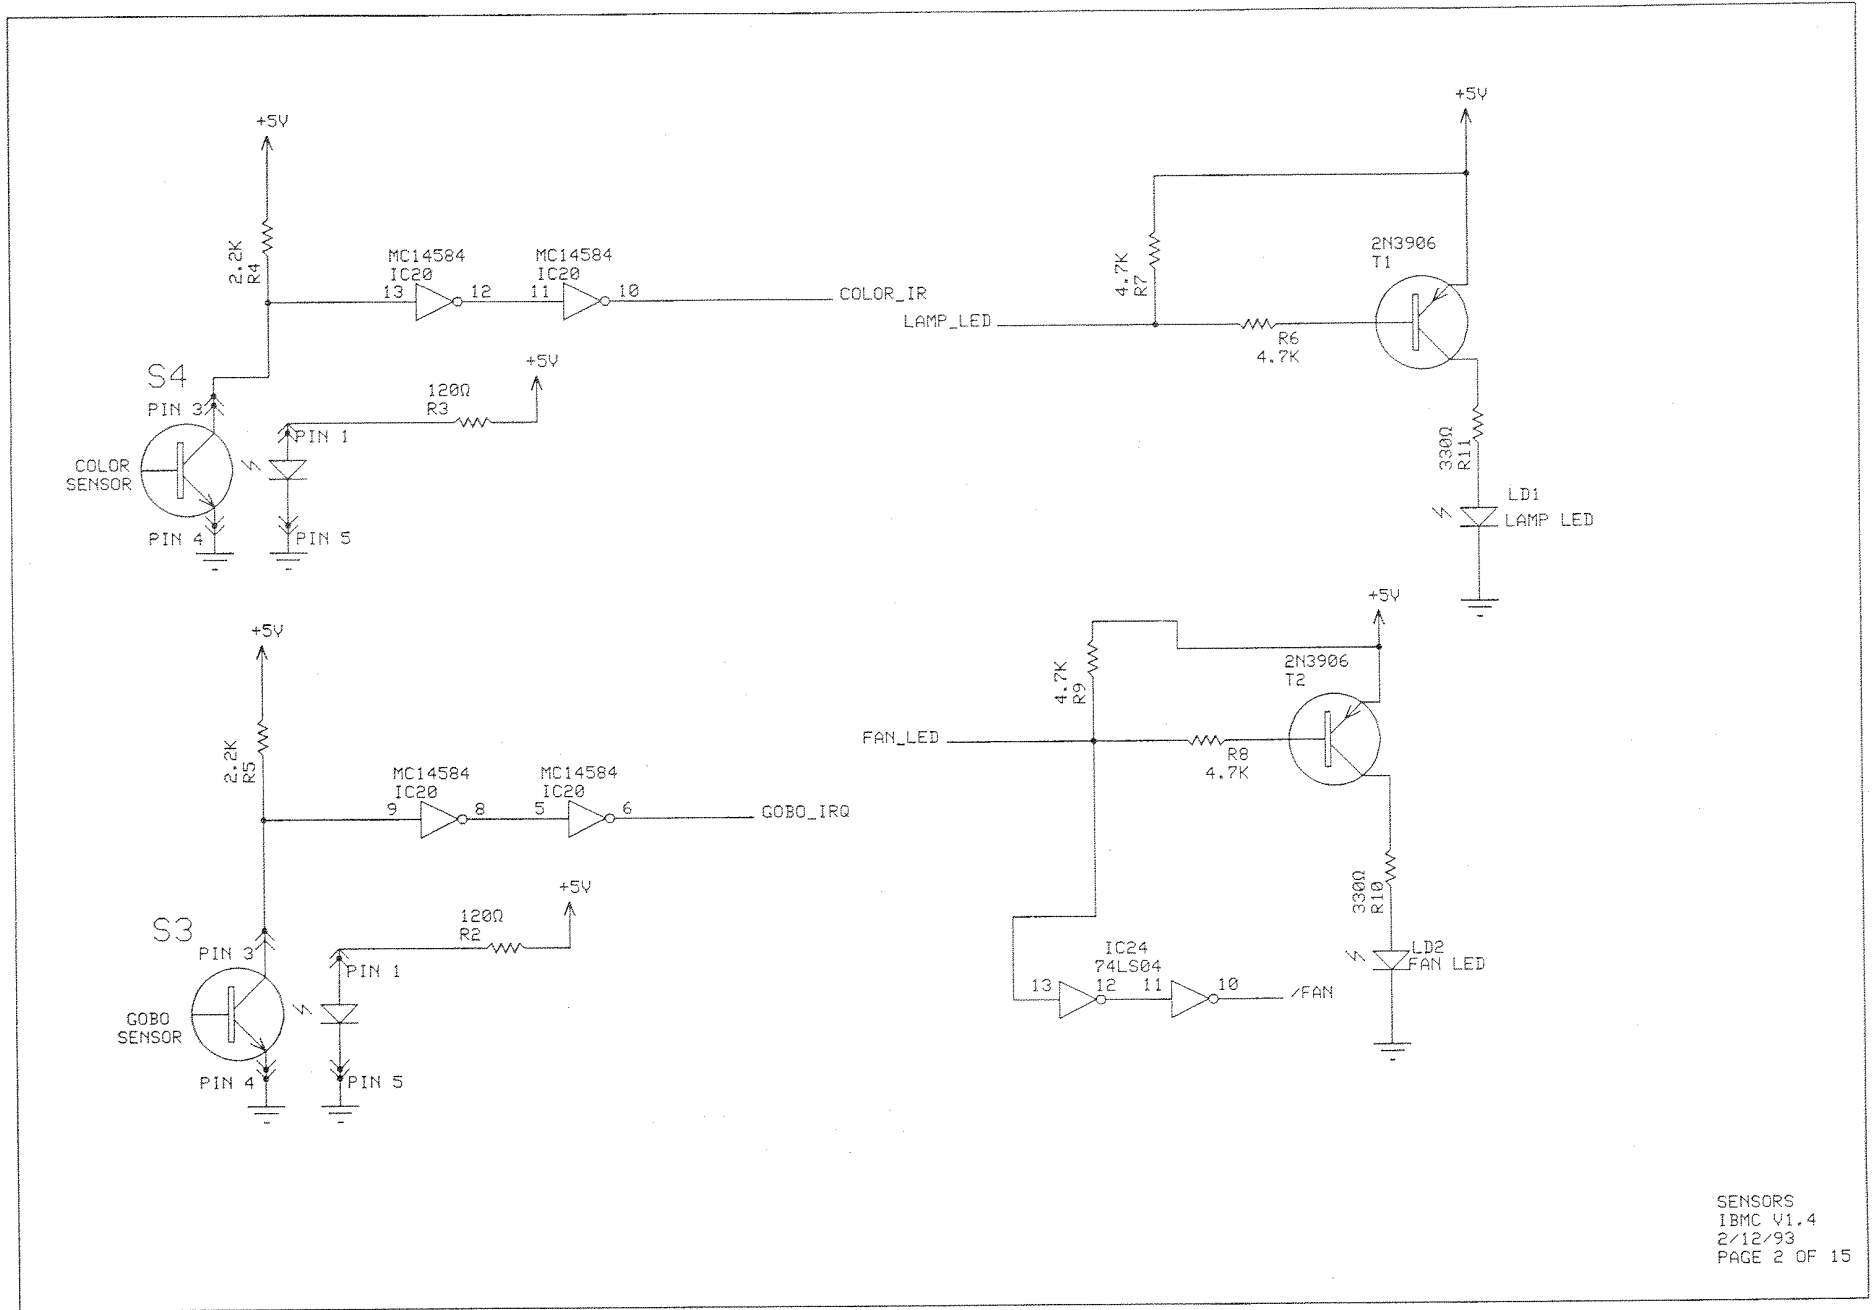 +5V
2.2K
R4
MC14584
IC20
13
12
MC14584
IC20
11
10
COLOR_IR
S4
PIN 3
COLOR
SENSOR
PIN 4
120Ω
R3
+5V
PIN 1
PIN 5
+5V
4.7K
R7
2N3906
T1
LAMP_LED
R6
4.7K
330Ω
R11
LD1
LAMP LED
+5V
2.2K
R5
MC14584
IC20
9
8
MC14584
IC20
5
6
GOBO_IRQ
S3
PIN 3
GOBO
SENSOR
PIN 4
120Ω
R2
+5V
PIN 1
PIN 5
+5V
4.7K
R9
2N3906
T2
FAN_LED
R8
4.7K
330Ω
R10
LD2
FAN LED
IC24
74LS04
13
12
11
10
/FAN
SENSORS
IBMC V1.4
2/12/93
PAGE 2 OF 15